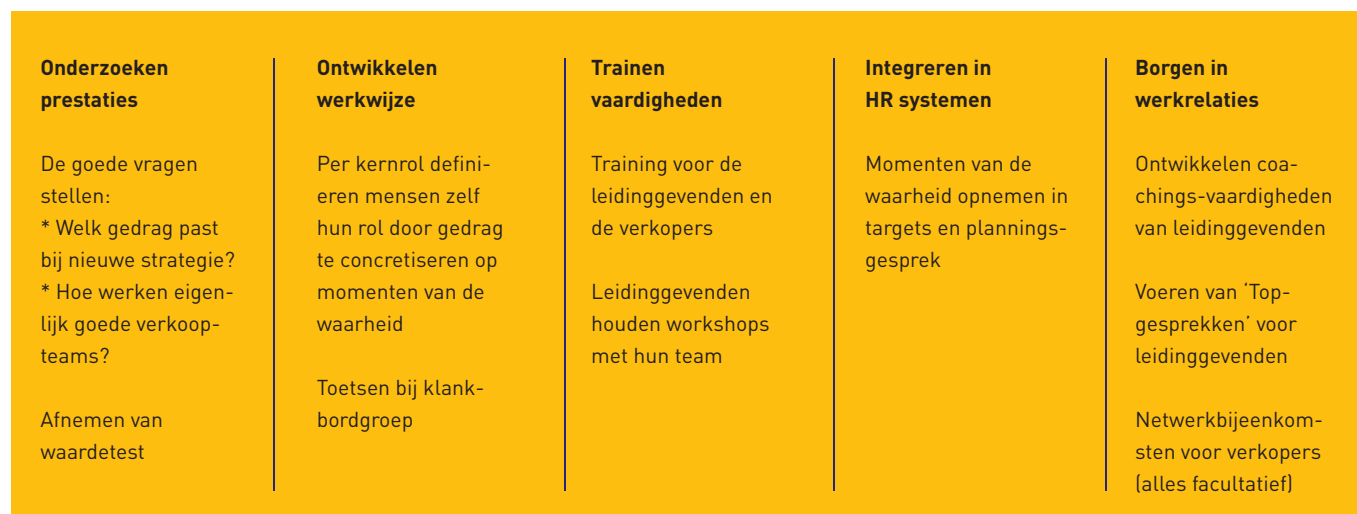 Onderzoeken
prestaties
De goede vragen
stellen:
* Welk gedrag past
bij nieuwe strategie?
* Hoe werken eigen-
lijk goede verkoop-
teams?
Afnemen van
waardetest
Ontwikkelen
werkwijze
Per kernrol defini-
eren mensen zelf
hun rol door gedrag
te concretiseren op
momenten van de
waarheid
Toetsen bij klank-
bordgroep
Trainen
vaardigheden
Training voor de
leidinggevenden en
de verkopers
Leidinggevenden
houden workshops
met hun team
Integreren in
HR systemen
Momenten van de
waarheid opnemen in
targets en plannings-
gesprek
Borgen in
werkrelaties
Ontwikkelen coa-
chings-vaardigheden
van leidinggevenden
Voeren van ‘Top-
gesprekken’ voor
leidinggevenden
Netwerkbijeenkom-
sten voor verkopers
(alles facultatief)